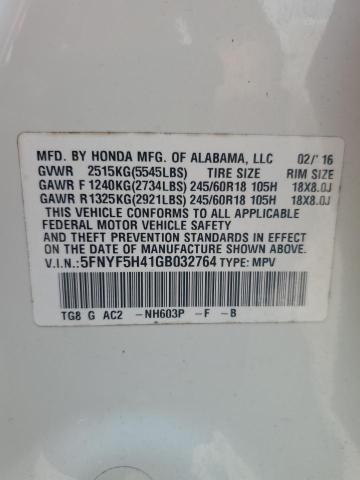 MFD. BY HONDA MFG. OF ALABAMA, LLC 02/'16
GVWR 2515KG(5545LBS) TIRE SIZE RIM SIZE
GAWR F 1240KG(2734LBS) 245/60R18 105H 18X8.0J
GAWR R 1325KG(2921LBS) 245/60R18 105H 18X8.0J
THIS VEHICLE CONFORMS TO ALL APPLICABLE
FEDERAL MOTOR VEHICLE SAFETY
STANDARDS IN EFFECT ON THE
DATE OF MANUFACTURE SHOWN ABOVE.
V.I.N.: 5FNYF5H41GB032764 TYPE: MPV
TG8 G AC2 -NH603P -F -B